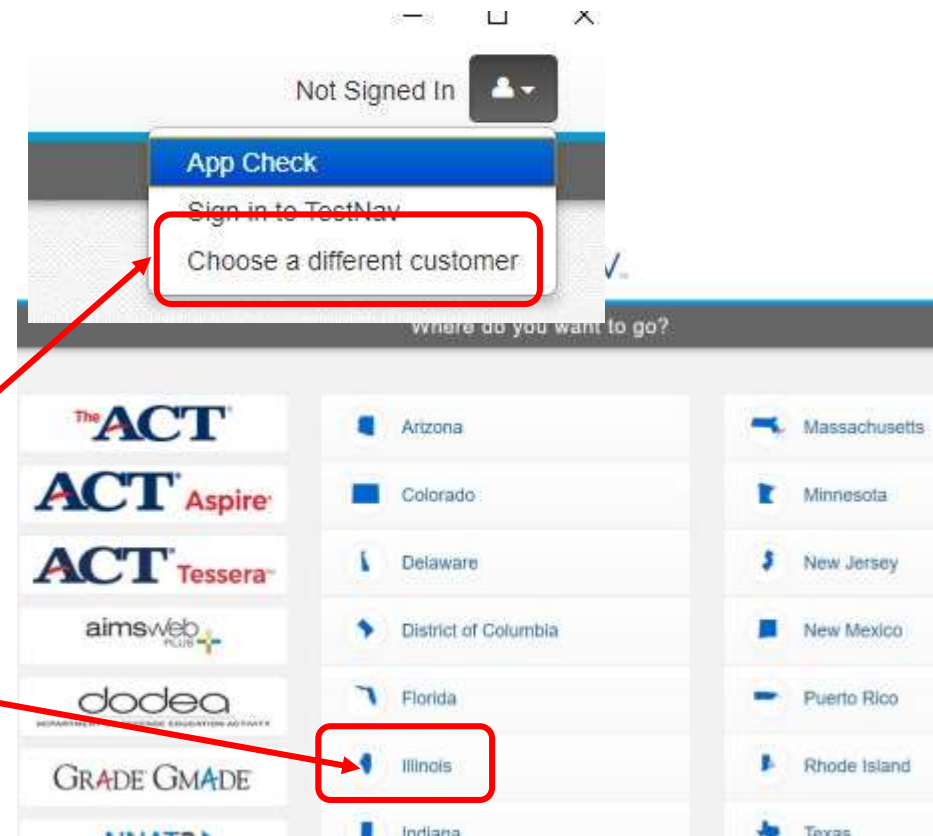 Not Signed In
App Check
Sign in to TestNav
Choose a different customer
Where do you want to go?
The ACT
ACT Aspire
ACT Tessera
aimsweb PLUS
dodea
GRADE GMADE
Arizona
Colorado
Delaware
District of Columbia
Florida
Illinois
Indiana
Massachusetts
Minnesota
New Jersey
New Mexico
Puerto Rico
Rhode Island
Texas